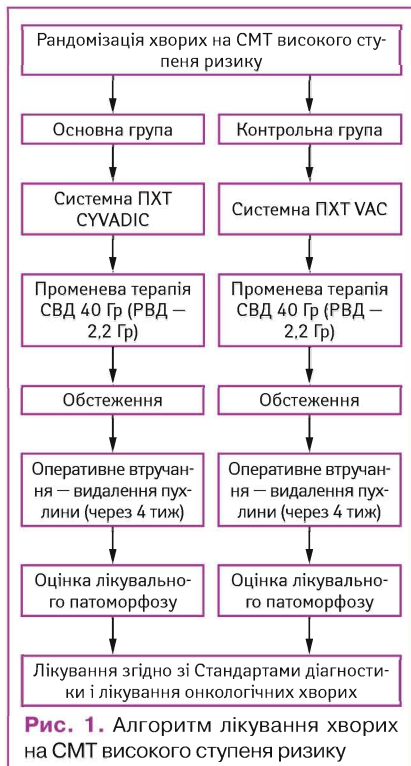 Рандомізація хворих на СМТ високого сту-
пеня ризику
Основна група
Контрольна група
Системна ПХТ
CYVADIC
Системна ПХТ VAC
Променева терапія
СВД 40 Гр (РВД —
2,2 Гр)
Променева терапія
СВД 40 Гр (РВД —
2,2 Гр)
Обстеження
Обстеження
Оперативне втручан-
ня — видалення пух-
лини (через 4 тиж)
Оперативне втручан-
ня — видалення пух-
лини (через 4 тиж)
Оцінка лікувально-
го патоморфозу
Оцінка лікувально-
го патоморфозу
Лікування згідно зі Стандартами діагности-
ки і лікування онкологічних хворих
Рис. 1. Алгоритм лікування хворих
на СМТ високого ступеня ризику